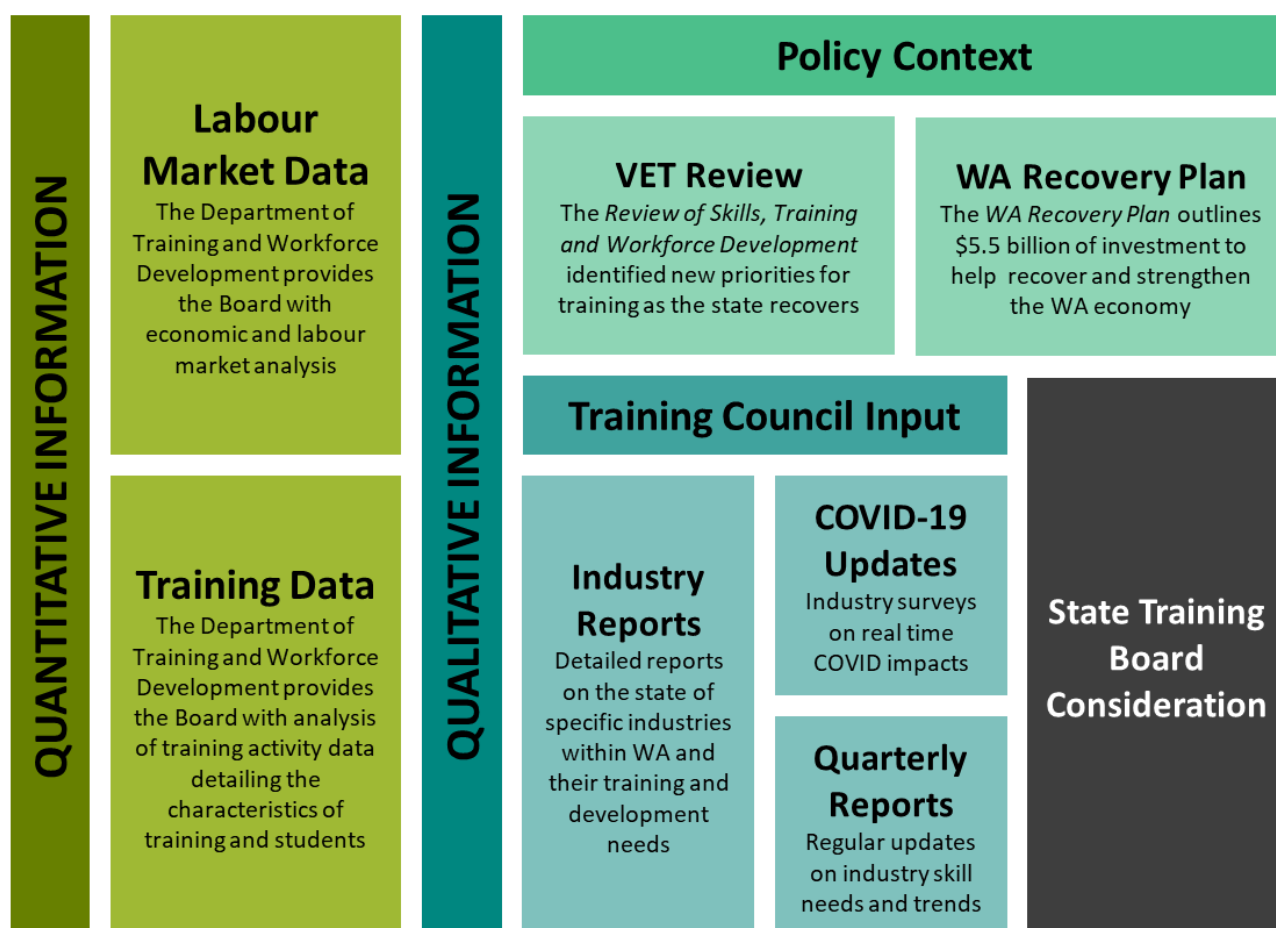 QUANTITATIVE INFORMATION
Labour
Market Data
The Department of
Training and Workforce
Development provides
the Board with
economic and labour
market analysis
Training Data
The Department of
Training and Workforce
Development provides
the Board with analysis
of training activity data
detailing the
characteristics of
training and students
QUALITATIVE INFORMATION
Policy Context
VET Review
The Review of Skills, Training
and Workforce Development
identified new priorities for
training as the state recovers
WA Recovery Plan
The WA Recovery Plan outlines
$5.5 billion of investment to
help recover and strengthen
the WA economy
Training Council Input
Industry
Reports
Detailed reports
on the state of
specific industries
within WA and
their training and
development
needs
COVID-19
Updates
Industry surveys
on real time
COVID impacts
Quarterly
Reports
Regular updates
on industry skill
needs and trends
State Training
Board
Consideration